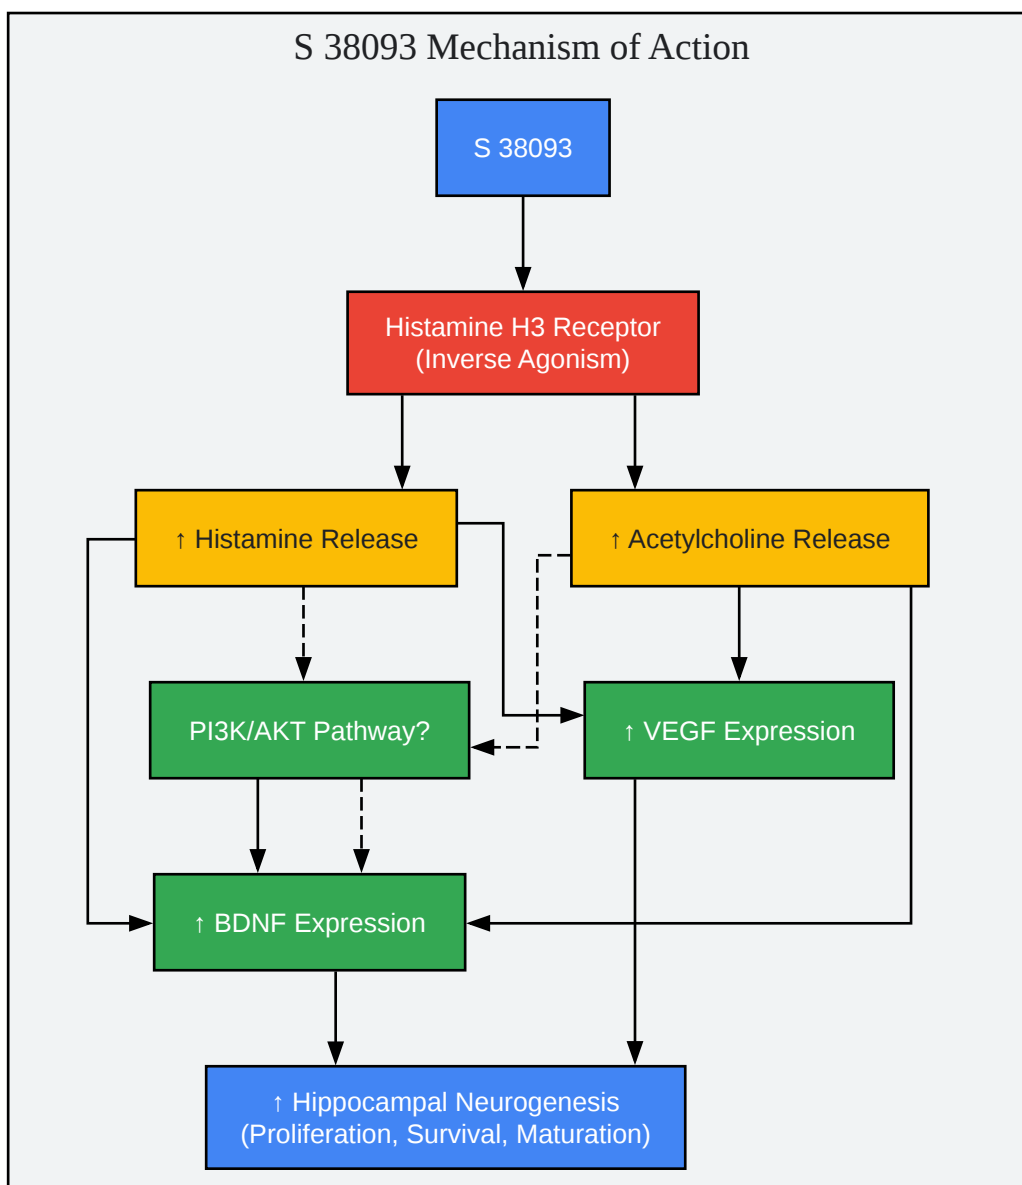 S 38093 Mechanism of Action
S 38093
Histamine H3 Receptor
(Inverse Agonism)
↑ Histamine Release
↑ Acetylcholine Release
PI3K/AKT Pathway?
↑ VEGF Expression
↑ BDNF Expression
↑ Hippocampal Neurogenesis
(Proliferation, Survival, Maturation)